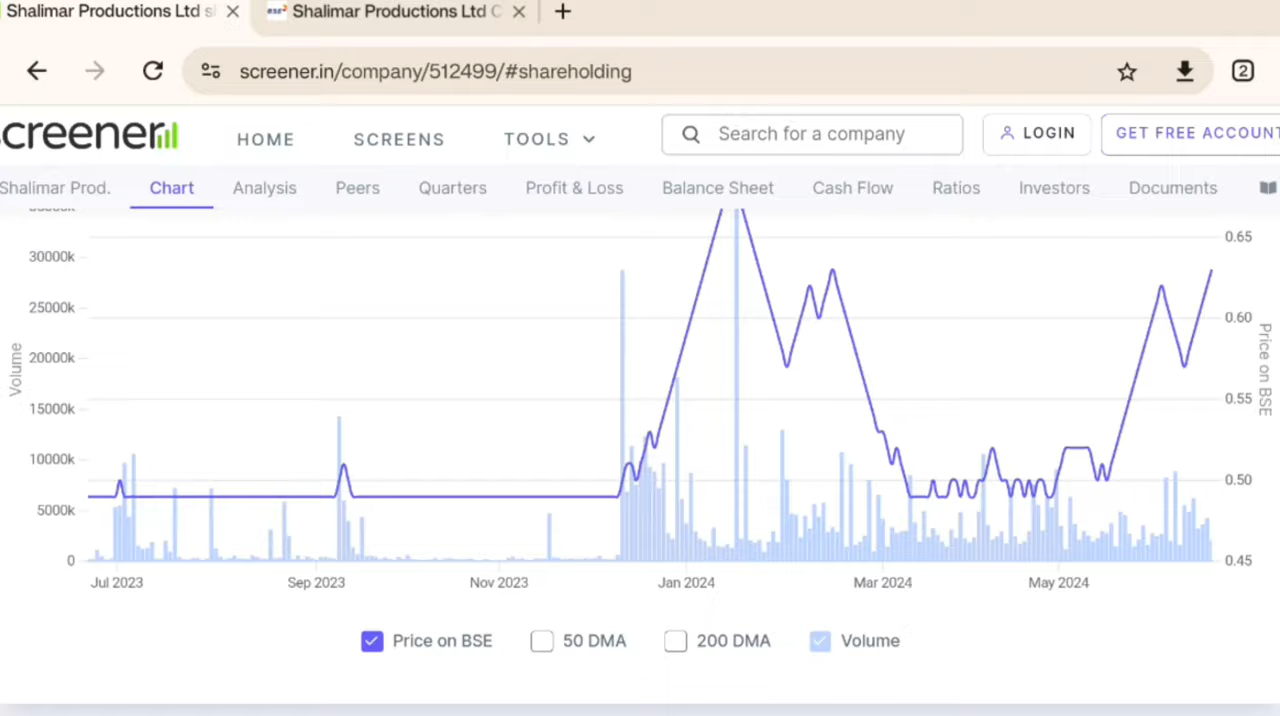 Shalimar Productions Ltd s
BSE Shalimar Productions Ltd C
screener.in/company/512499/#shareholding
2
creener
HOME
SCREENS
TOOLS
Search for a company
LOGIN
GET FREE ACCOUNT
Shalimar Prod.
Chart
Analysis
Peers
Quarters
Profit & Loss
Balance Sheet
Cash Flow
Ratios
Investors
Documents
30000k
25000k
20000k
15000k
10000k
5000k
0
Volume
0.65
0.60
0.55
0.50
0.45
Price on BSE
Jul 2023
Sep 2023
Nov 2023
Jan 2024
Mar 2024
May 2024
Price on BSE
50 DMA
200 DMA
Volume